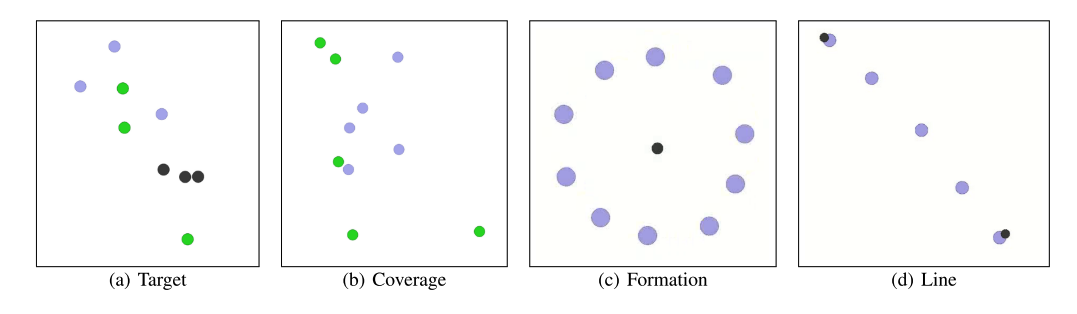 (a) Target
(b) Coverage
(c) Formation
(d) Line